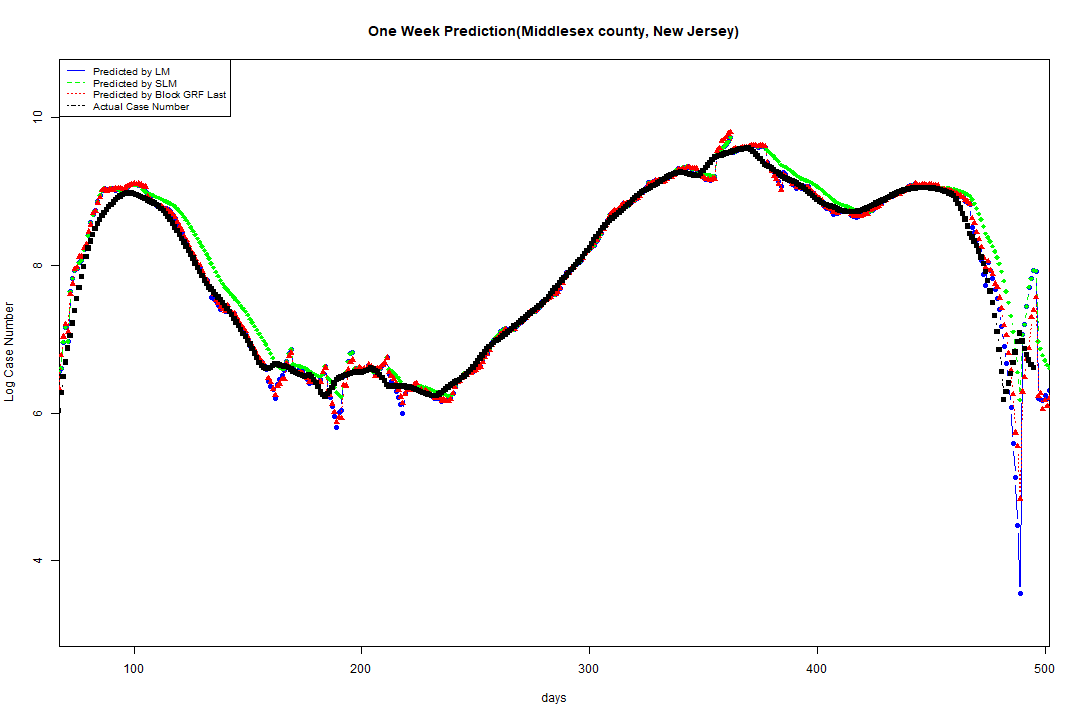 One Week Prediction(Middlesex county, New Jersey)
Predicted by LM
Predicted by SLM
Predicted by Block GRF Last
Actual Case Number
10
8
6
4
Log Case Number
100
200
300
400
500
days